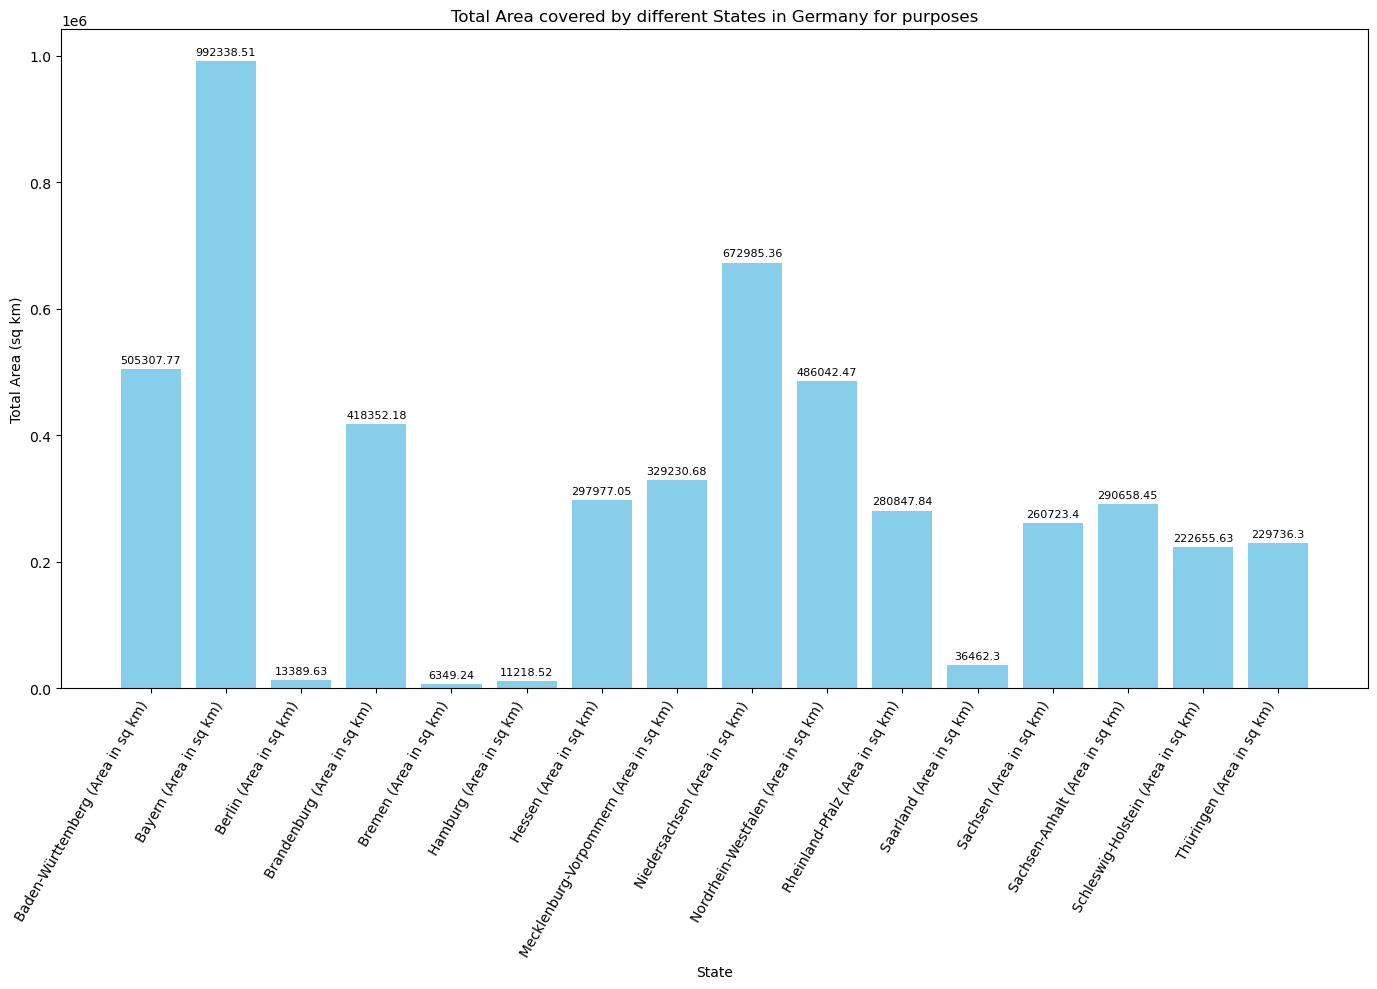 Total Area covered by different States in Germany for purposes
1e6
Total Area (sq km)
1.0
0.8
0.6
0.4
0.2
0.0
505307.77
992338.51
13389.63
418352.18
6349.24
11218.52
297977.05
329230.68
672985.36
486042.47
280847.84
36462.3
260723.4
290658.45
222655.63
229736.3
Baden-Württemberg (Area in sq km)
Bayern (Area in sq km)
Berlin (Area in sq km)
Brandenburg (Area in sq km)
Bremen (Area in sq km)
Hamburg (Area in sq km)
Hessen (Area in sq km)
Mecklenburg-Vorpommern (Area in sq km)
Niedersachsen (Area in sq km)
Nordrhein-Westfalen (Area in sq km)
Rheinland-Pfalz (Area in sq km)
Saarland (Area in sq km)
Sachsen (Area in sq km)
Sachsen-Anhalt (Area in sq km)
Schleswig-Holstein (Area in sq km)
Thüringen (Area in sq km)
State